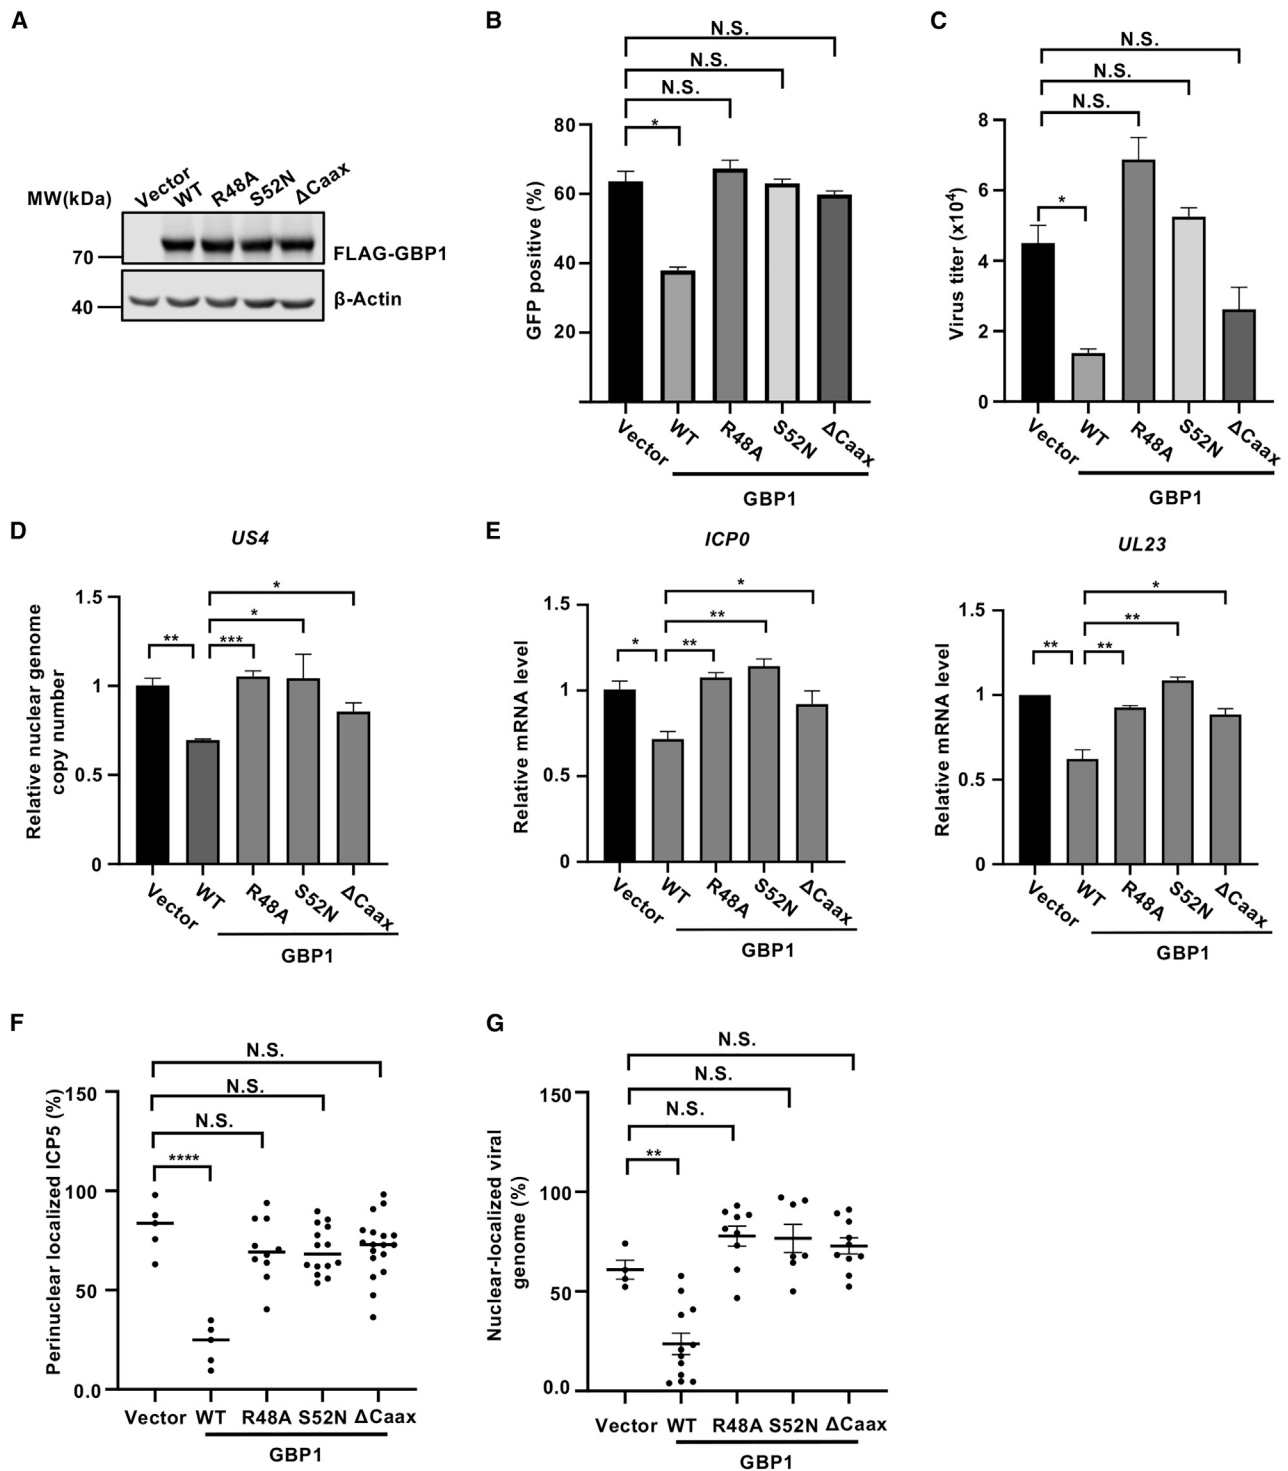 A
MW(kDa)
Vector
WT
R48A
S52N
ΔCaax
70
FLAG-GBP1
40
β-Actin
B
N.S.
N.S.
N.S.
*
GFP positive (%)
80
60
40
20
Vector
WT
R48A
S52N
ΔCaax
GBP1
C
N.S.
N.S.
N.S.
*
Virus titer (x10⁴)
8
6
4
2
0
Vector
WT
R48A
S52N
ΔCaax
GBP1
D
US4
*
*
** ***
Relative nuclear genome
copy number
1.5
1
0.5
0
Vector
WT
R48A
S52N
ΔCaax
GBP1
E
ICP0
*
**
* **
Relative mRNA level
1.5
1
0.5
0
Vector
WT
R48A
S52N
ΔCaax
GBP1
UL23
*
**
** **
Relative mRNA level
1.5
1
0.5
0
Vector
WT
R48A
S52N
ΔCaax
GBP1
F
N.S.
N.S.
N.S.
****
Perinuclear localized ICP5 (%)
150
100
50
0.0
Vector WT R48A S52N ΔCaax
GBP1
G
N.S.
N.S.
N.S.
**
Nuclear-localized viral
genome (%)
150
100
50
0.0
Vector WT R48A S52N ΔCaax
GBP1